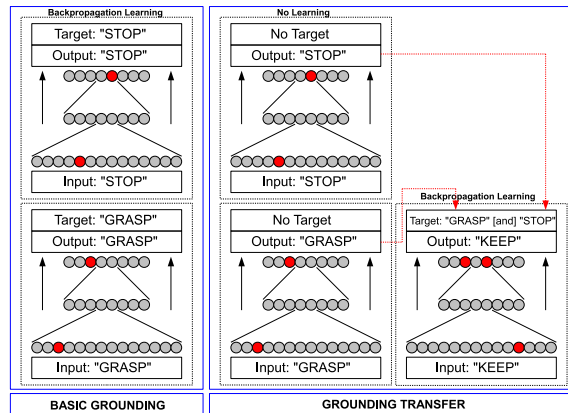 Backpropagation Learning
Target: "STOP"
Output: "STOP"
Input: "STOP"
Target: "GRASP"
Output: "GRASP"
Input: "GRASP"
BASIC GROUNDING
No Learning
No Target
Output: "STOP"
Input: "STOP"
No Target
Output: "GRASP"
Input: "GRASP"
Backpropagation Learning
Target: "GRASP" [and] "STOP"
Output: "KEEP"
Input: "KEEP"
GROUNDING TRANSFER